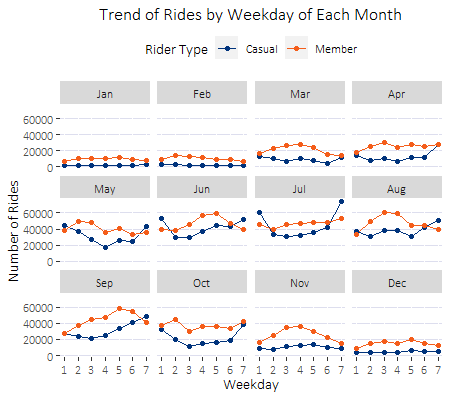 Trend of Rides by Weekday of Each Month
Rider Type Casual Member
Jan Feb Mar Apr
60000
40000
20000
0
May Jun Jul Aug
60000
40000
20000
0
Sep Oct Nov Dec
60000
40000
20000
0
1 2 3 4 5 6 7 1 2 3 4 5 6 7 1 2 3 4 5 6 7 1 2 3 4 5 6 7
Weekday
Number of Rides